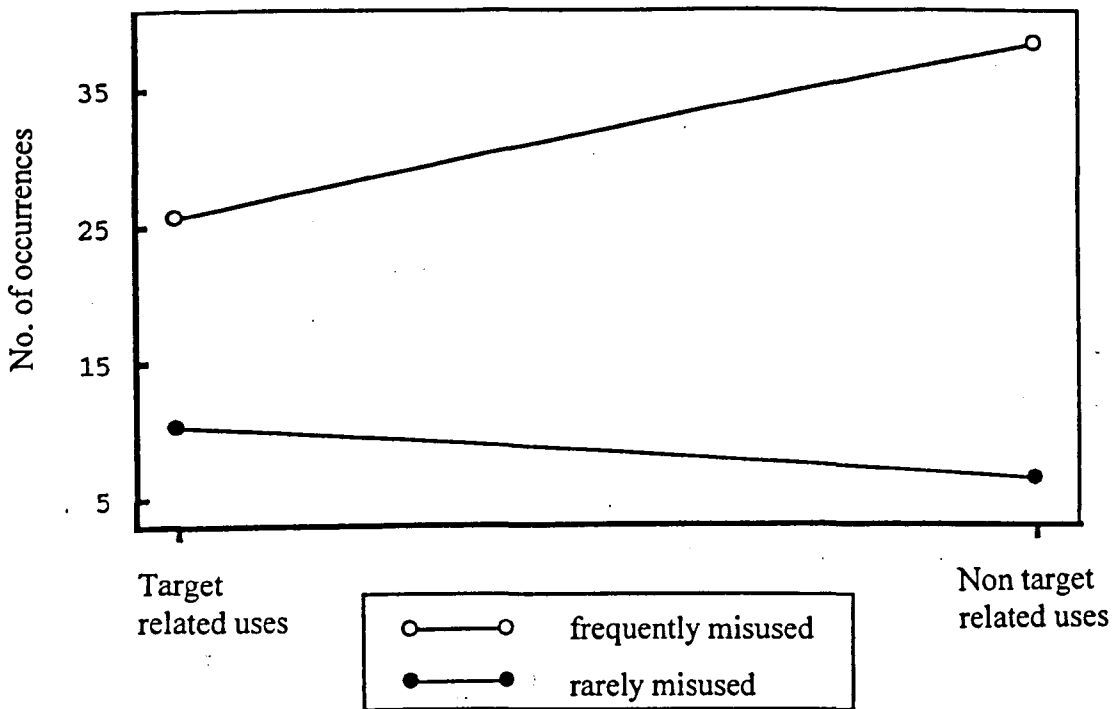 No. of occurrences
35
25
15
5
Target
related uses
Non target
related uses
frequently misused
rarely misused